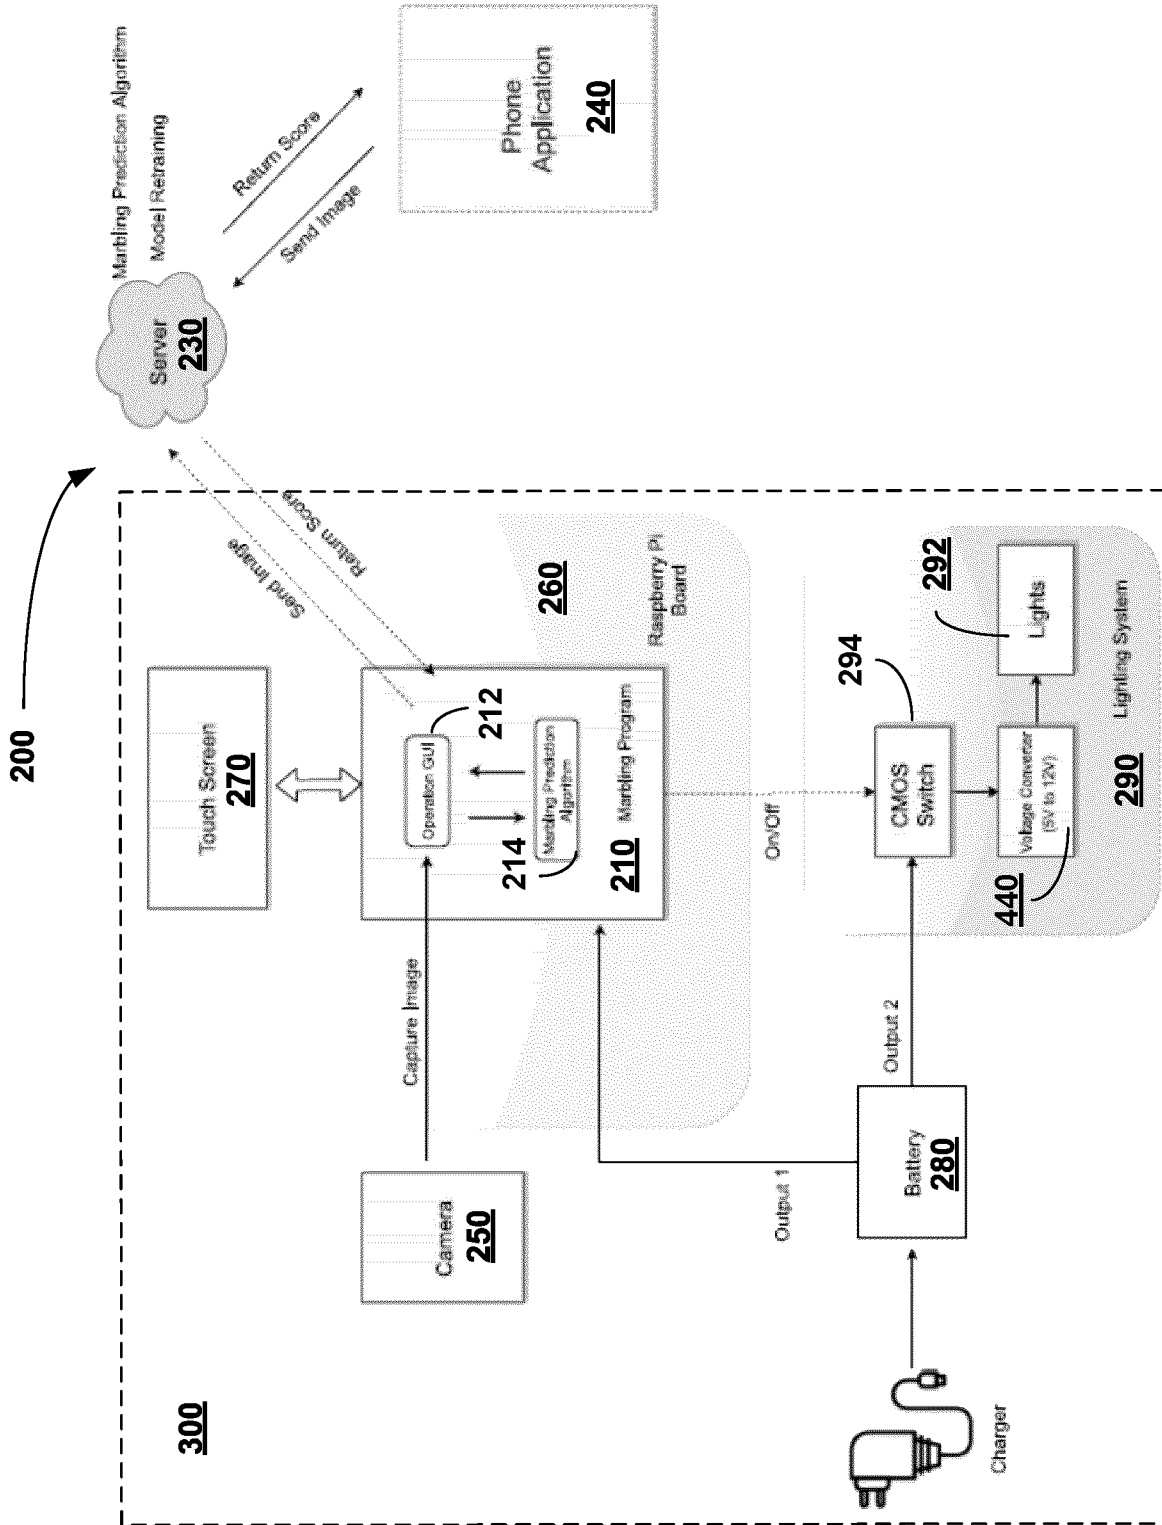 200
300
Marbling Prediction Algorithm
Model Retraining
Server
230
Return Score
Send Image
Phone
Application
240
Send Image
Return Score
Touch Screen
270
Camera
250
Capture Image
Operation GUI
212
Marbling Prediction
Algorithm
214
210
Marbling Program
260
Raspberry Pi
Board
On/Off
Output 1
Charger
Battery
280
Output 2
CMOS
Switch
294
Voltage Converter
(5V to 12V)
440
Lights
292
290
Lighting System